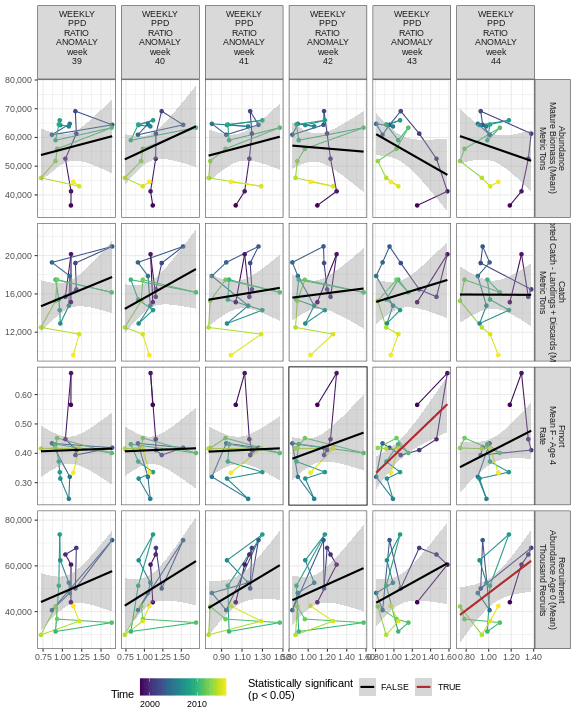 WEEKLY PPD RATIO ANOMALY week 39
WEEKLY PPD RATIO ANOMALY week 40
WEEKLY PPD RATIO ANOMALY week 41
WEEKLY PPD RATIO ANOMALY week 42
WEEKLY PPD RATIO ANOMALY week 43
WEEKLY PPD RATIO ANOMALY week 44
80,000
70,000
60,000
50,000
40,000
Abundance
Mature Biomass (Mean)
Metric Tons
20,000
16,000
12,000
Catch
Catch - Landings + Discards
Metric Tons
0.60
0.50
0.40
0.30
Fmort
Mean F - Age 4
Rate
80,000
60,000
40,000
Recruitment
Abundance Age 0 (Mean)
Thousand Recruits
0.75 1.00 1.25 1.50
0.75 1.00 1.25 1.50
0.90 1.10 1.30
0.80 1.00 1.20 1.40
0.80 1.00 1.20 1.40
0.80 1.00 1.20 1.40
Time
2000 2010
Statistically significant
(p < 0.05)
FALSE TRUE